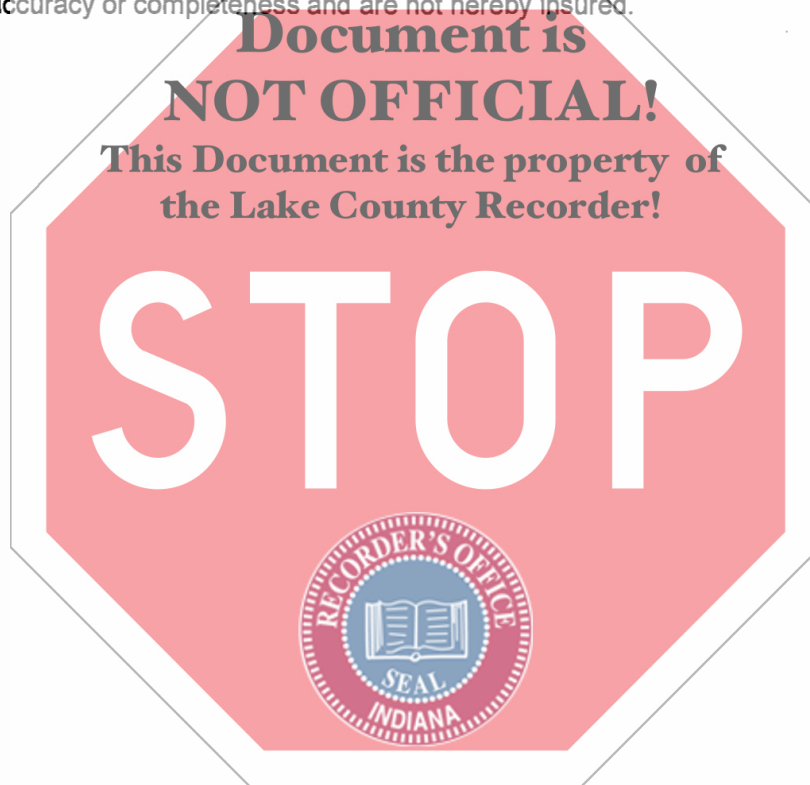 accuracy or completeness and are not hereby insured.
Document is
NOT OFFICIAL!
This Document is the property of
the Lake County Recorder!
STOP
RECORDER'S OFFICE
SEAL
INDIANA